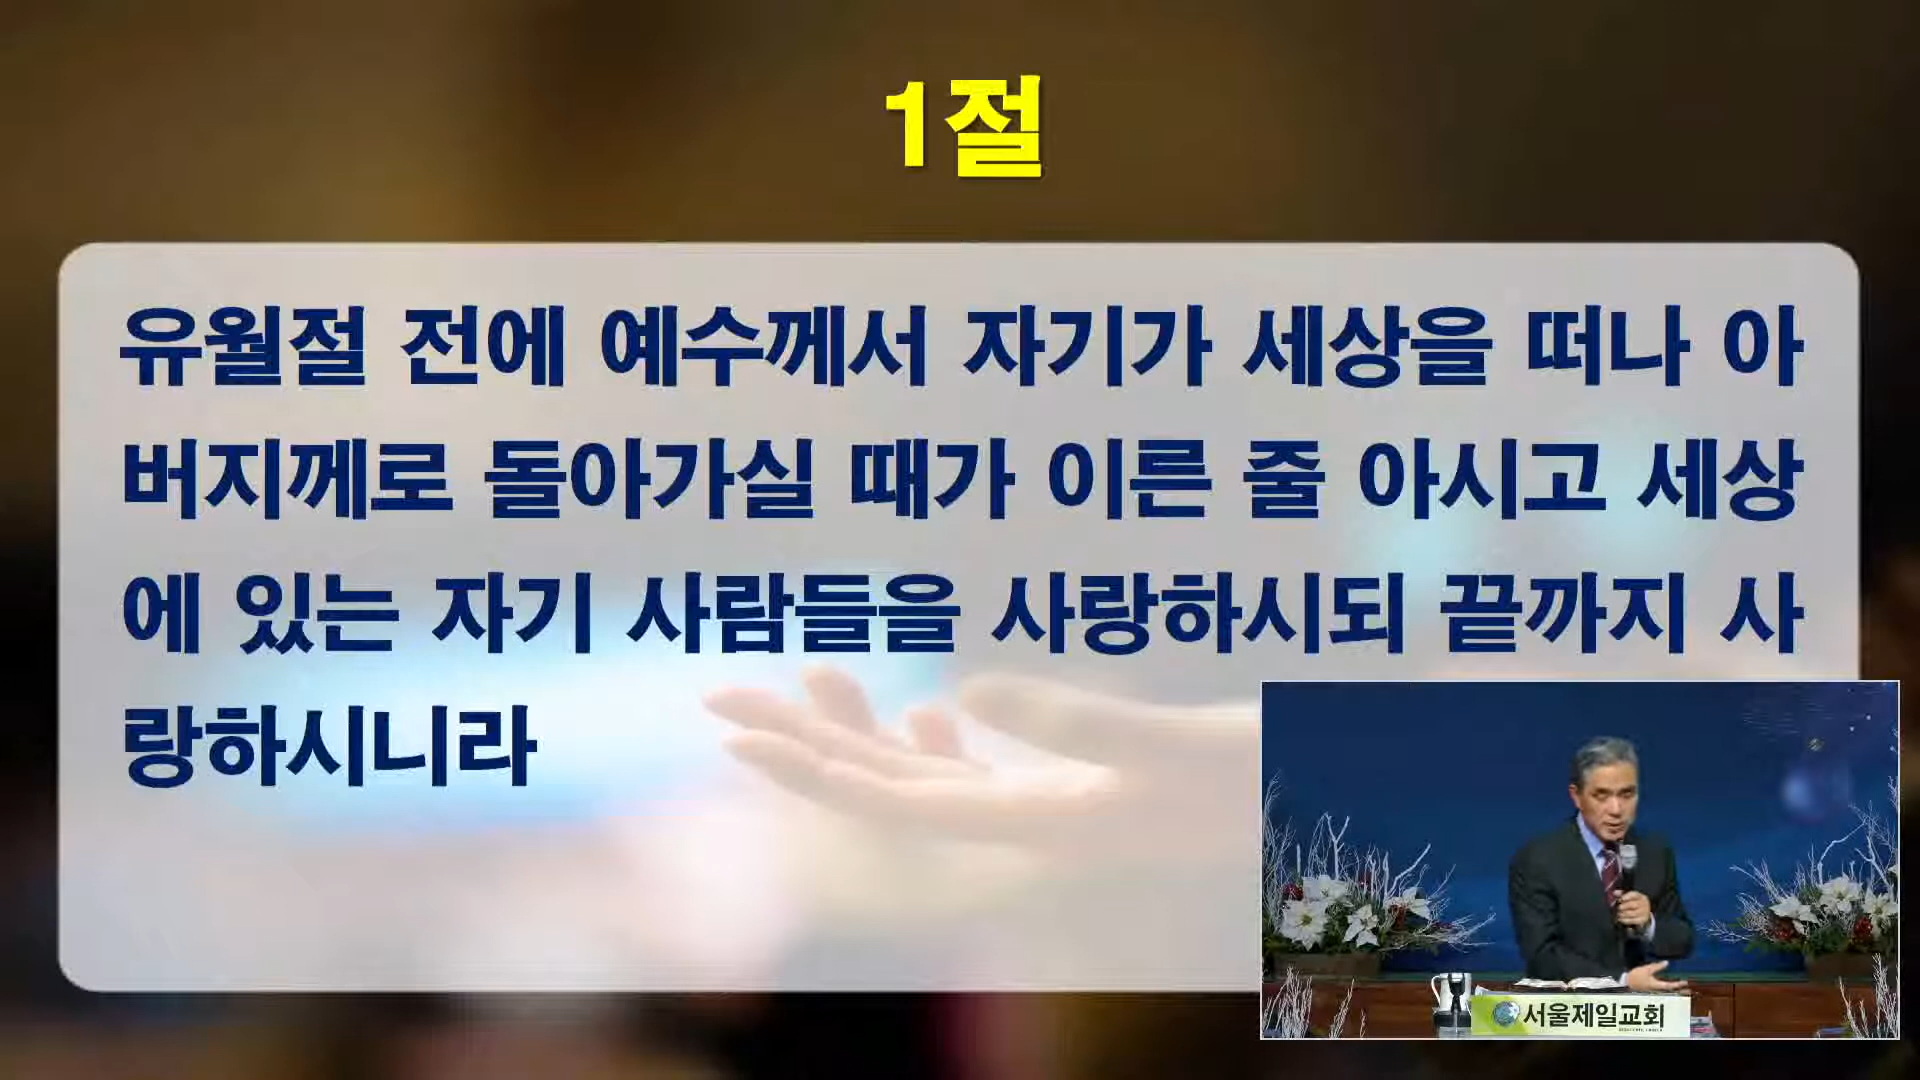 1절
유월절 전에 예수께서 자기가 세상을 떠나 아
버지께로 돌아가실 때가 이른 줄 아시고 세상
에 있는 자기 사람들을 사랑하시되 끝까지 사
랑하시니라
서울제일교회